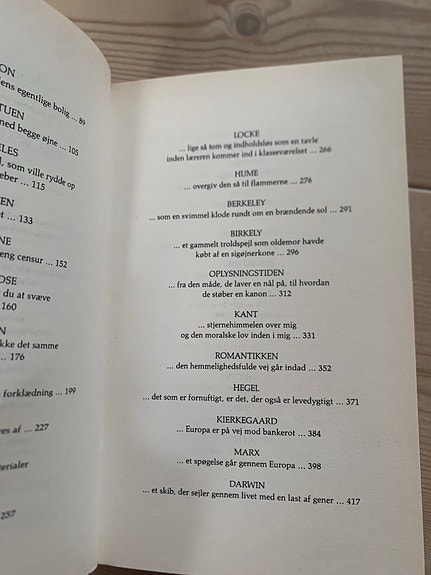 ON
dens egentlige bolig ... 89
TUEN
med begge øjne ... 105
ELES
l, som ville rydde op
eber ... 115
EN
t ... 133
NE
eng censur ... 152
OSE
du at svæve
160
N
kke det samme
... 176
forklædning ... 199
es af ... 227
terialer
257
LOCKE
... lige så tom og indholdsløs som en tavle
inden læreren kommer ind i klasseværelset ... 266
HUME
... overgiv den så til flammerne ... 276
BERKELEY
... som en svimmel klode rundt om en brændende sol ... 291
BIRKELY
... et gammelt troldspejl som oldemor havde
købt af en sigøjnerkone ... 296
OPLYSNINGSTIDEN
... fra den måde, de laver en nål på, til hvordan
de støber en kanon ... 312
KANT
... stjernehimmelen over mig
og den moralske lov inden i mig ... 331
ROMANTIKKEN
... den hemmelighedsfulde vej går indad ... 352
HEGEL
... det som er fornuftigt, er det, der også er levedygtigt ... 371
KIERKEGAARD
... Europa er på vej mod bankerot ... 384
MARX
... et spøgelse går gennem Europa ... 398
DARWIN
... et skib, der sejler gennem livet med en last af gener ... 417